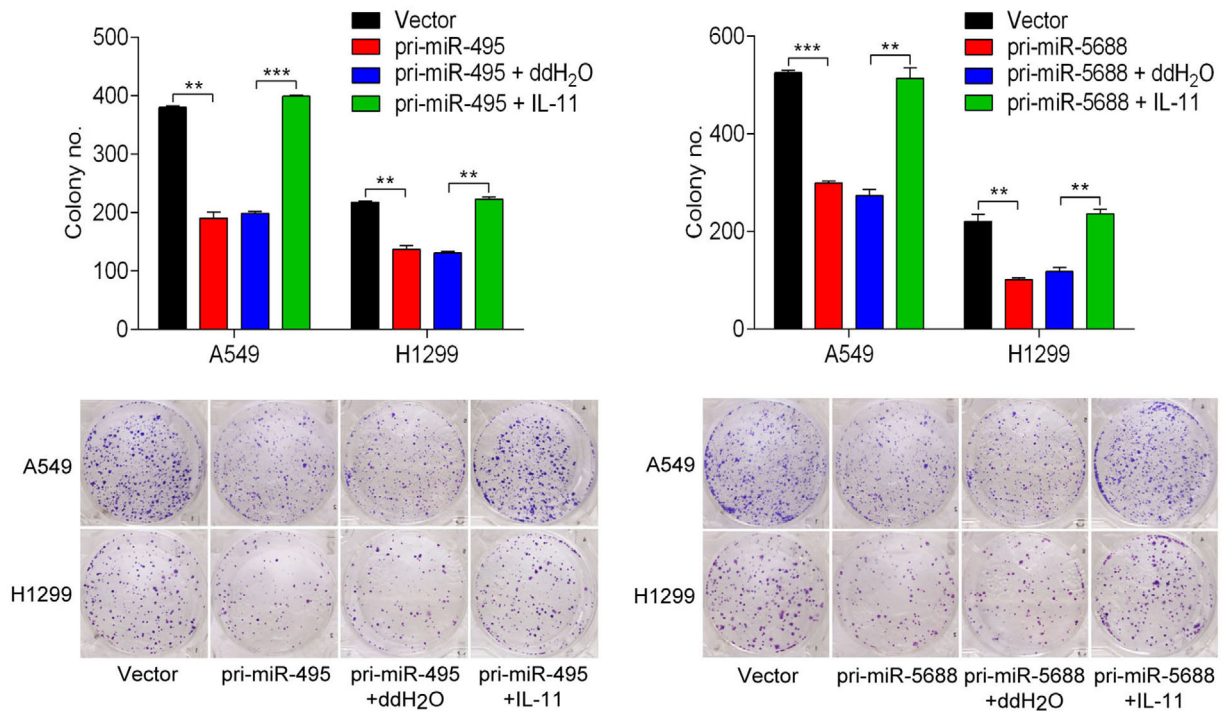 Vector
pri-miR-495
pri-miR-495 + ddH₂O
pri-miR-495 + IL-11
Colony no.
500
400
300
200
100
0
**
***
**
**
A549
H1299
Vector
pri-miR-5688
pri-miR-5688 + ddH₂O
pri-miR-5688 + IL-11
Colony no.
600
400
200
0
***
**
**
**
A549
H1299
A549
H1299
Vector
pri-miR-495
pri-miR-495
+ddH₂O
pri-miR-495
+IL-11
A549
H1299
Vector
pri-miR-5688
pri-miR-5688
+ddH₂O
pri-miR-5688
+IL-11